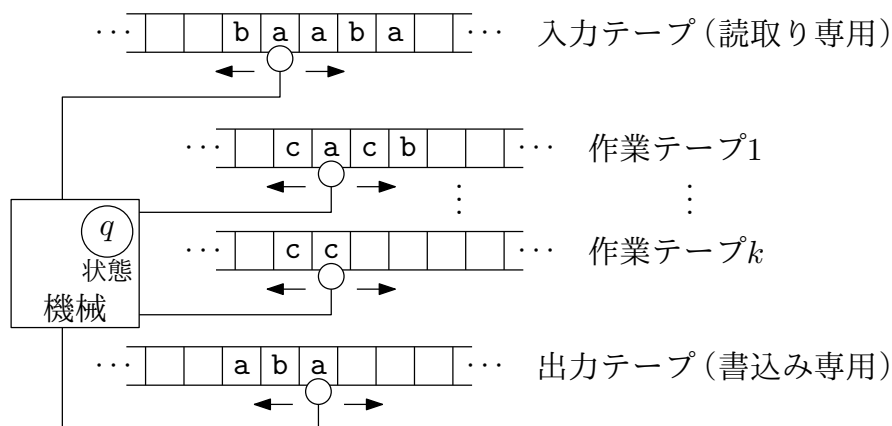 ··· b a a b a ··· 入力テープ(読取り専用)
··· c a c b ··· 作業テープ1
⋮ ⋮
q
状態
機械
··· c c ··· 作業テープk
··· a b a ··· 出力テープ(書込み専用)